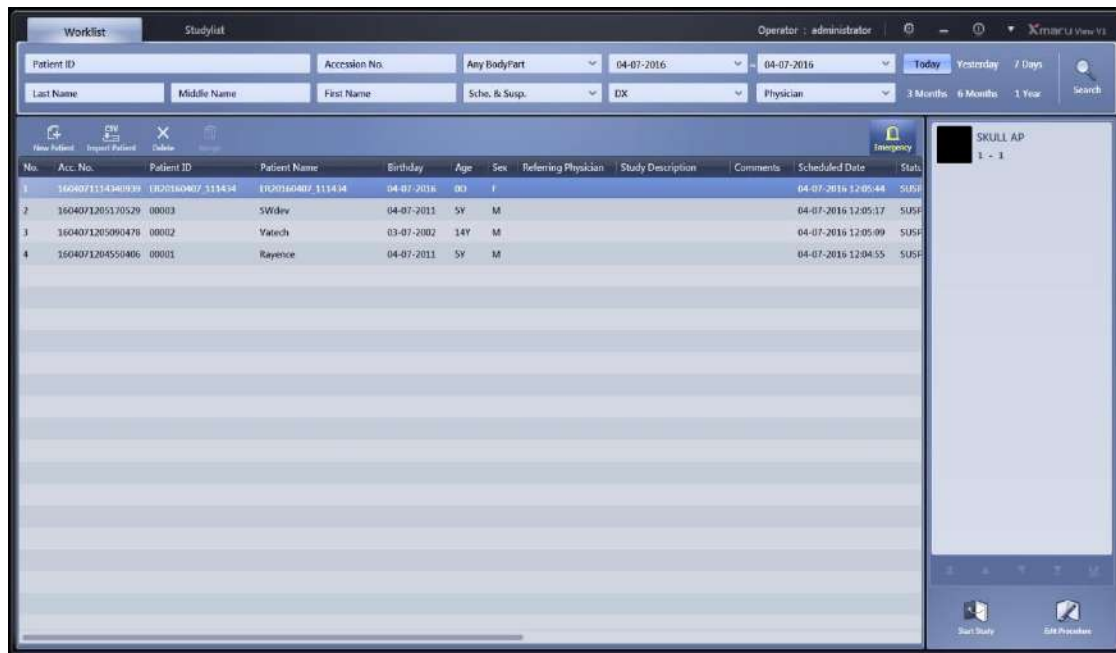 Worklist Studylist Operator : administrator Xmaru View V1
Patient ID Accession No. Any BodyPart 04-07-2016 - 04-07-2016 Today Yesterday 7 Days
Last Name Middle Name First Name Sche. & Susp. DX Physician 3 Months 6 Months 1 Year Search
New Patient CSV Import Patient Delete Emergency
SKULL AP
1 - 1
No. Acc. No. Patient ID Patient Name Birthday Age Sex Referring Physician Study Description Comments Scheduled Date Statu
1 1604071114340939 ER20160407_111434 ER20160407_111434 04-07-2016 0D F 04-07-2016 12:05:44 SUSP
2 1604071205170529 00003 SWdev 04-07-2011 5Y M 04-07-2016 12:05:17 SUSP
3 1604071205090478 00002 Vatech 03-07-2002 14Y M 04-07-2016 12:05:09 SUSP
4 1604071204550406 00001 Rayence 04-07-2011 5Y M 04-07-2016 12:04:55 SUSP
Start Study Edit Procedure